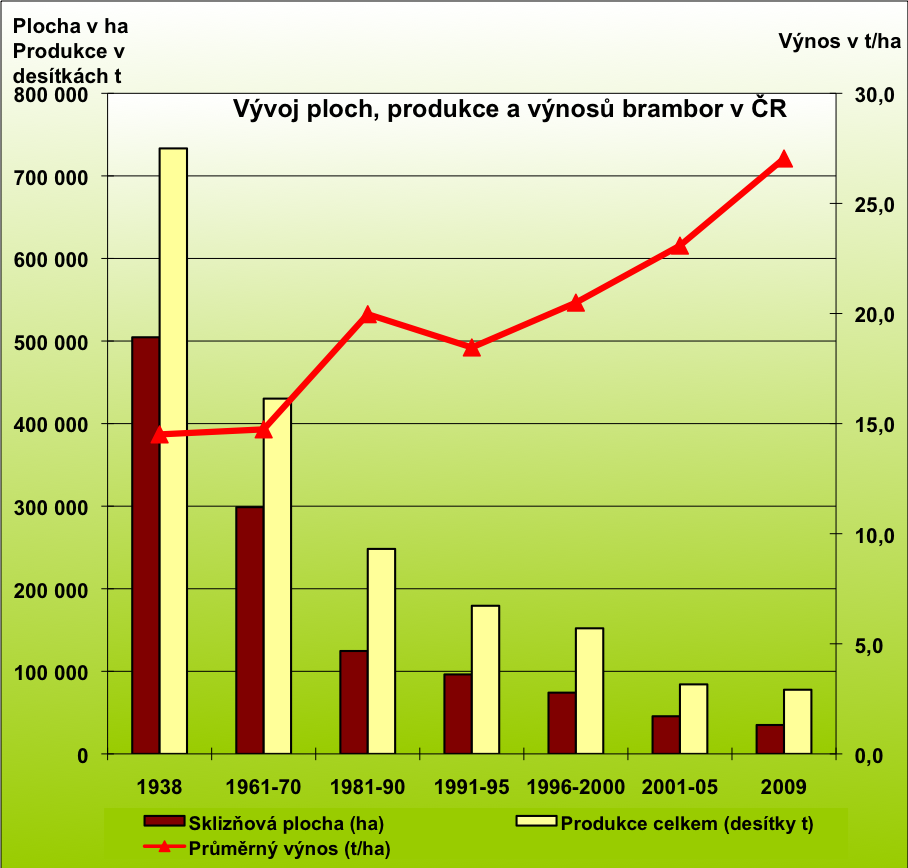 Plocha v ha
Produkce v
desítkách t
Výnos v t/ha
Vývoj ploch, produkce a výnosů brambor v ČR
800 000
700 000
600 000
500 000
400 000
300 000
200 000
100 000
0
30,0
25,0
20,0
15,0
10,0
5,0
0,0
1938 1961-70 1981-90 1991-95 1996-2000 2001-05 2009
Sklizňová plocha (ha) Produkce celkem (desítky t)
Průměrný výnos (t/ha)